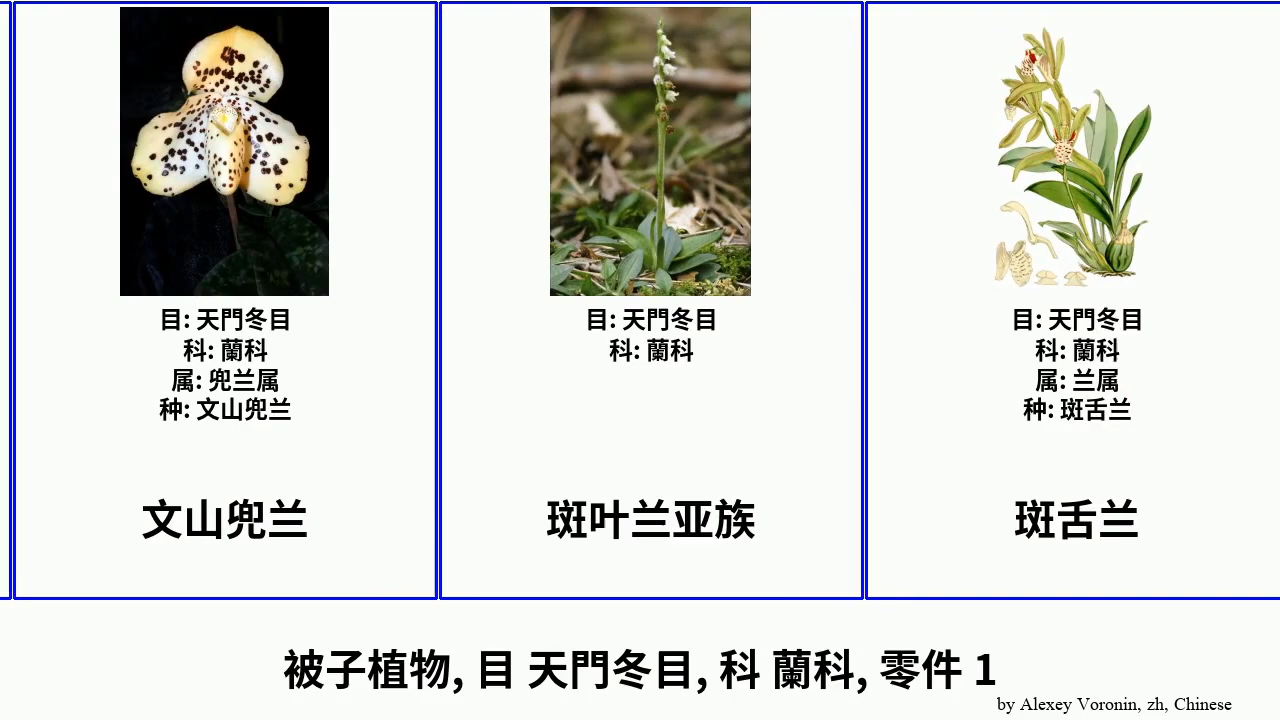 目: 天門冬目
科: 蘭科
属: 兜兰属
种: 文山兜兰
文山兜兰
目: 天門冬目
科: 蘭科
斑叶兰亚族
目: 天門冬目
科: 蘭科
属: 兰属
种: 斑舌兰
斑舌兰
被子植物, 目 天門冬目, 科 蘭科, 零件 1
by Alexey Voronin, zh, Chinese